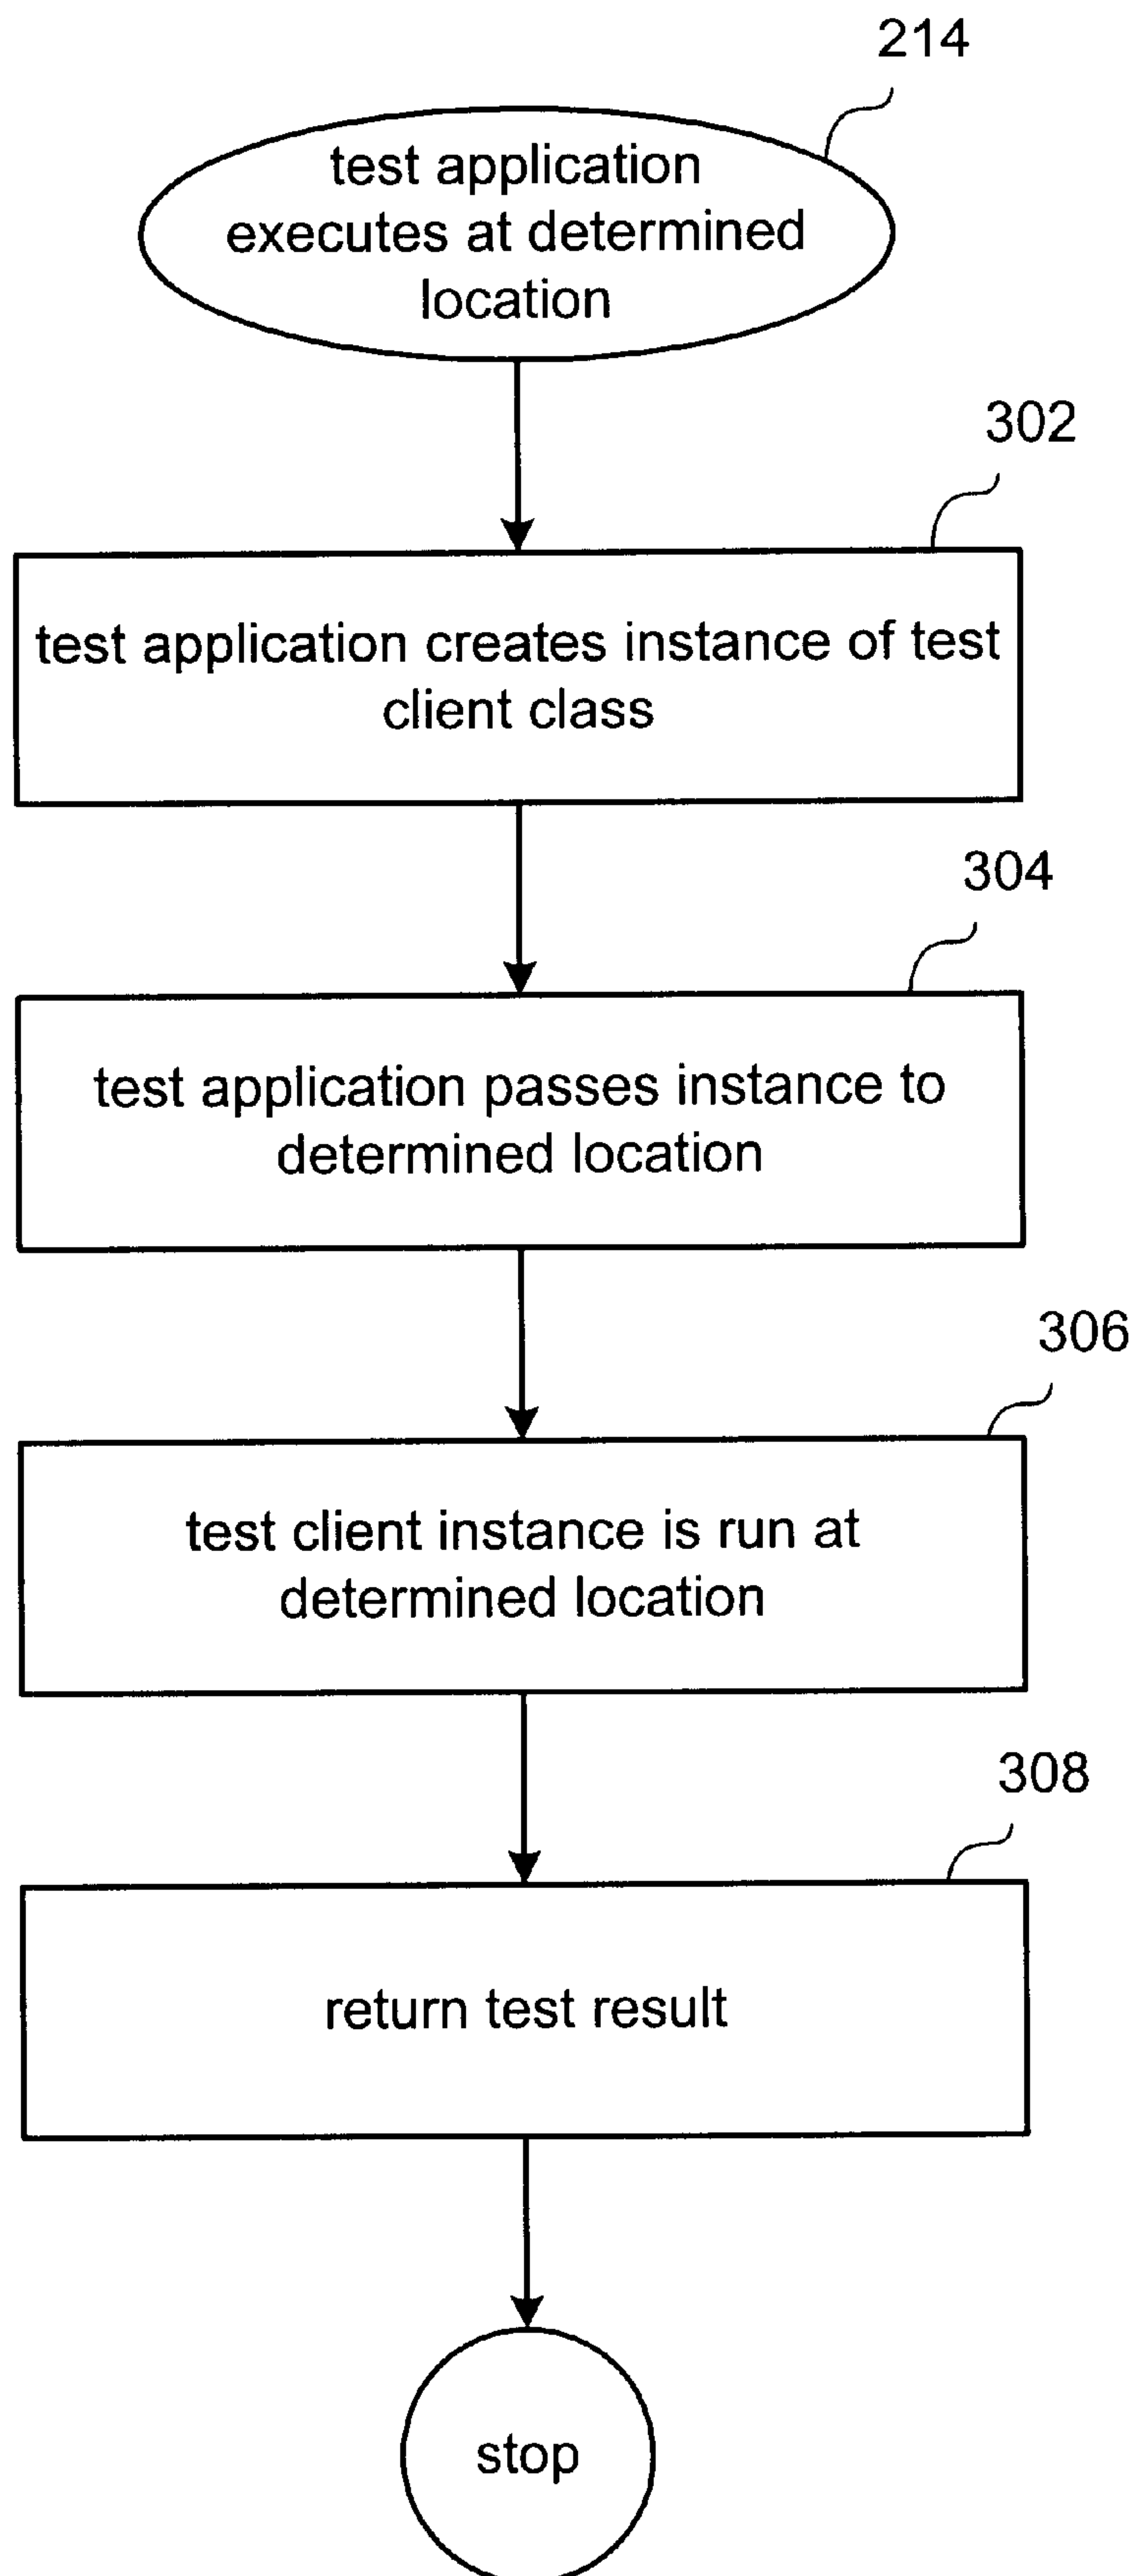 214
test application
executes at determined
location
302
test application creates instance of test
client class
304
test application passes instance to
determined location
306
test client instance is run at
determined location
308
return test result
stop